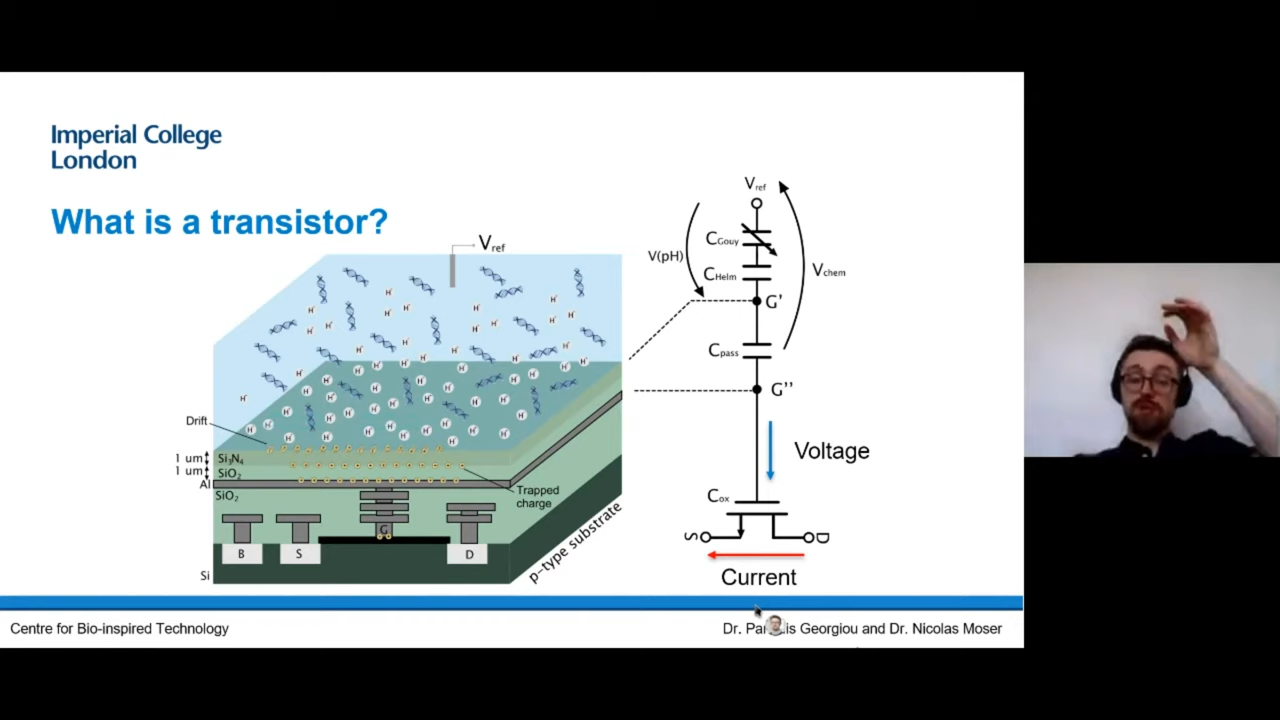 Imperial College
London
What is a transistor?
Vref
Drift
1 um
Si3N4
1 um
SiO2
Al
SiO2
Trapped
charge
G
B
S
D
p-type substrate
Si
H+
Vref
CGouy
V(pH)
CHelm
Vchem
G'
Cpass
G''
Voltage
Cox
S
D
Current
Centre for Bio-inspired Technology
Dr. Georgiou and Dr. Nicolas Moser